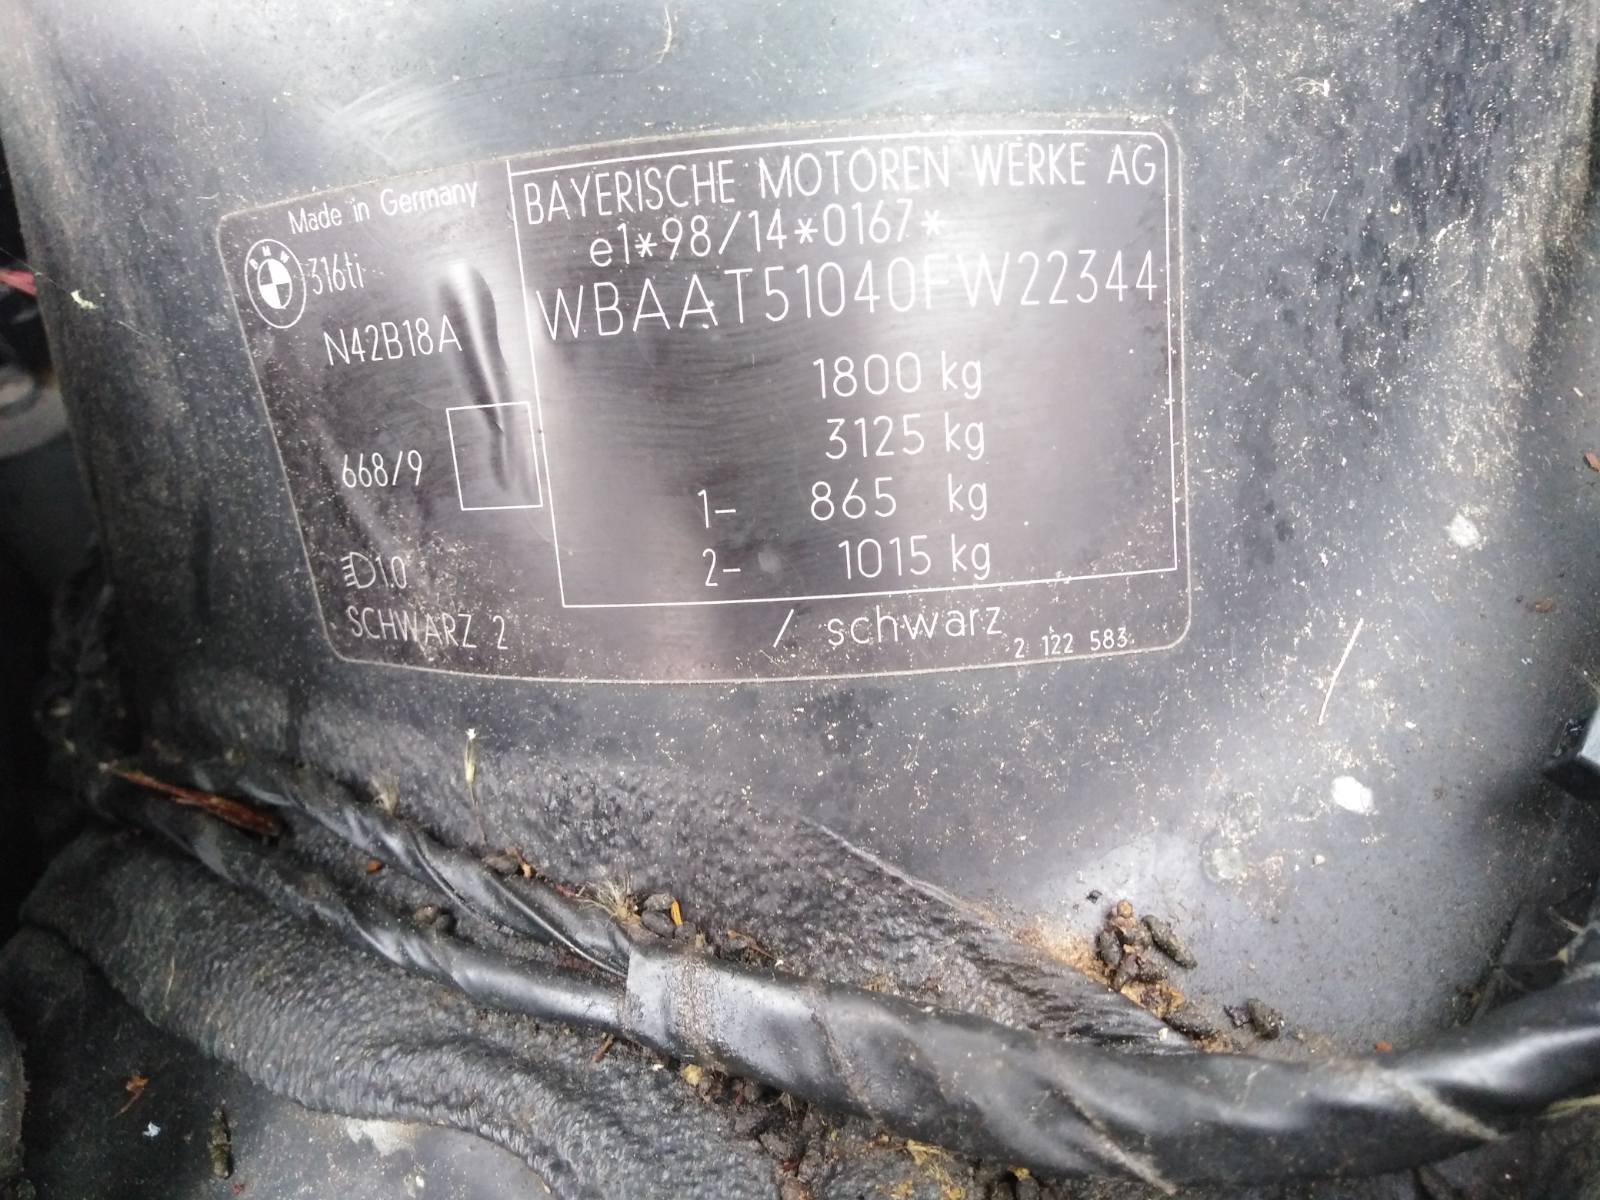 Made in Germany
BMW
316ti
N42B18A
668/9
D1.0
SCHWARZ 2
BAYERISCHE MOTOREN WERKE AG
e1*98/14*0167*
WBAAT51040FW22344
1800 kg
3125 kg
1- 865 kg
2- 1015 kg
/ schwarz
2 122 583